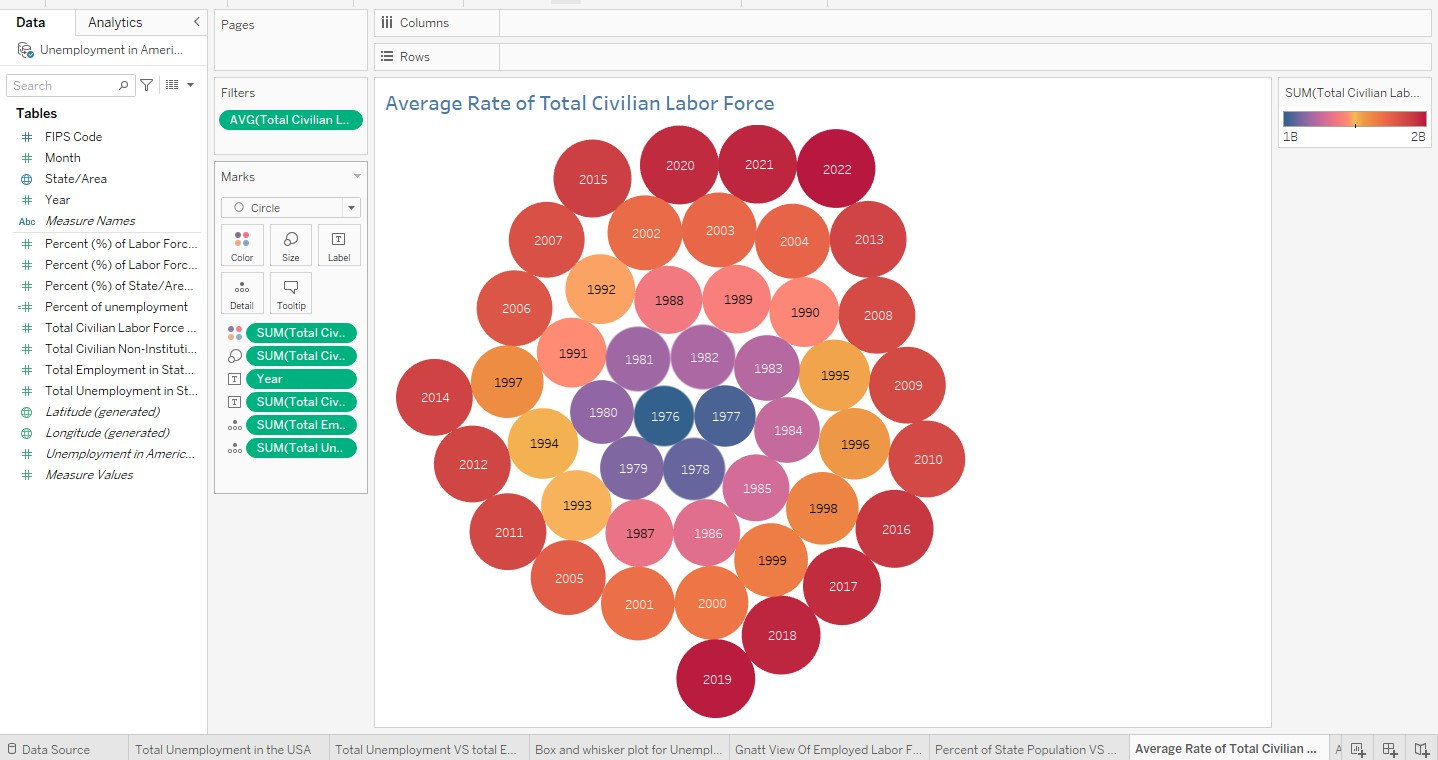 Data
Analytics
Unemployment in Ameri...
Search
Tables
FIPS Code
Month
State/Area
Year
Abc Measure Names
Percent (%) of Labor Forc...
Percent (%) of Labor Forc...
Percent (%) of State/Are...
Percent of unemployment
Total Civilian Labor Force ...
Total Civilian Non-Instituti...
Total Employment in Stat...
Total Unemployment in St...
Latitude (generated)
Longitude (generated)
Unemployment in Americ...
Measure Values
Pages
Filters
AVG(Total Civilian L..
Marks
Circle
Color
Size
Label
Detail
Tooltip
SUM(Total Civ..
SUM(Total Civ..
Year
SUM(Total Civ..
SUM(Total Em..
SUM(Total Un..
Columns
Rows
Average Rate of Total Civilian Labor Force
2015 2020 2021 2022
2007 2002 2003 2004 2013
2006 1992 1988 1989 1990 2008
1991 1981 1982 1983
2014 1997 1995 2009
1980 1976 1977 1984
1994 1996
2012 1979 1978 2010
1993 1985 1998
2011 1987 1986 2016
2005 1999 2017
2001 2000
2018
2019
SUM(Total Civilian Lab...
1B 2B
Data Source
Total Unemployment in the USA
Total Unemployment VS total E...
Box and whisker plot for Unempl...
Gnatt View Of Employed Labor F...
Percent of State Population VS ...
Average Rate of Total Civilian ...